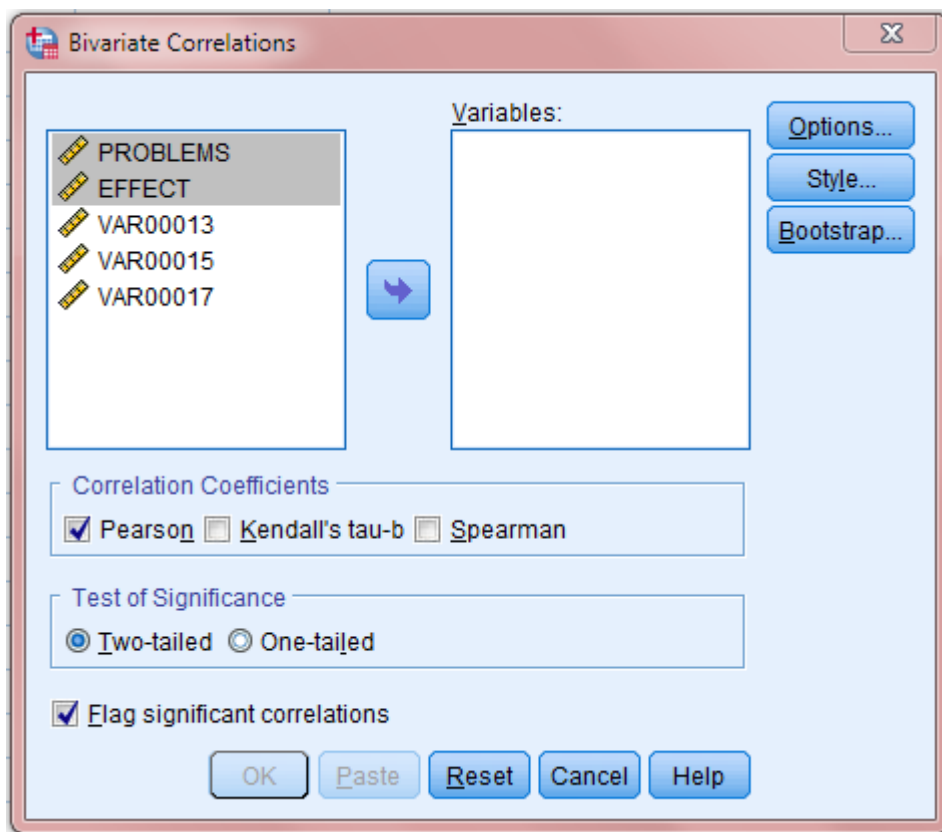 Bivariate Correlations
Variables:
PROBLEMS
EFFECT
VAR00013
VAR00015
VAR00017
Options...
Style...
Bootstrap...
Correlation Coefficients
Pearson Kendall's tau-b Spearman
Test of Significance
Two-tailed One-tailed
Flag significant correlations
OK Paste Reset Cancel Help